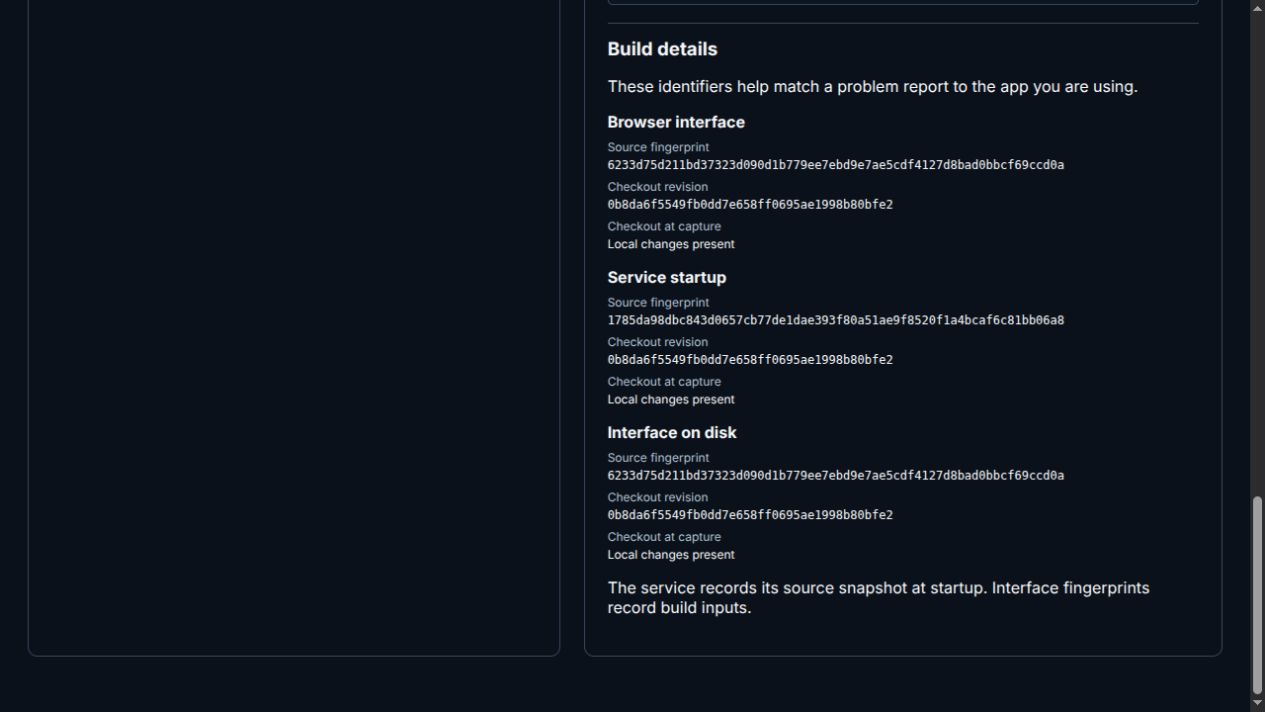 Build details
These identifiers help match a problem report to the app you are using.
Browser interface
Source fingerprint
6233d75d211bd37323d090d1b779ee7ebd9e7ae5cdf4127d8bad0bbcf69ccd0a
Checkout revision
0b8da6f5549fb0dd7e658ff0695ae1998b80bfe2
Checkout at capture
Local changes present
Service startup
Source fingerprint
1785da98dbc843d0657cb77de1dae393f80a51ae9f8520f1a4bcaf6c81bb06a8
Checkout revision
0b8da6f5549fb0dd7e658ff0695ae1998b80bfe2
Checkout at capture
Local changes present
Interface on disk
Source fingerprint
6233d75d211bd37323d090d1b779ee7ebd9e7ae5cdf4127d8bad0bbcf69ccd0a
Checkout revision
0b8da6f5549fb0dd7e658ff0695ae1998b80bfe2
Checkout at capture
Local changes present
The service records its source snapshot at startup. Interface fingerprints
record build inputs.